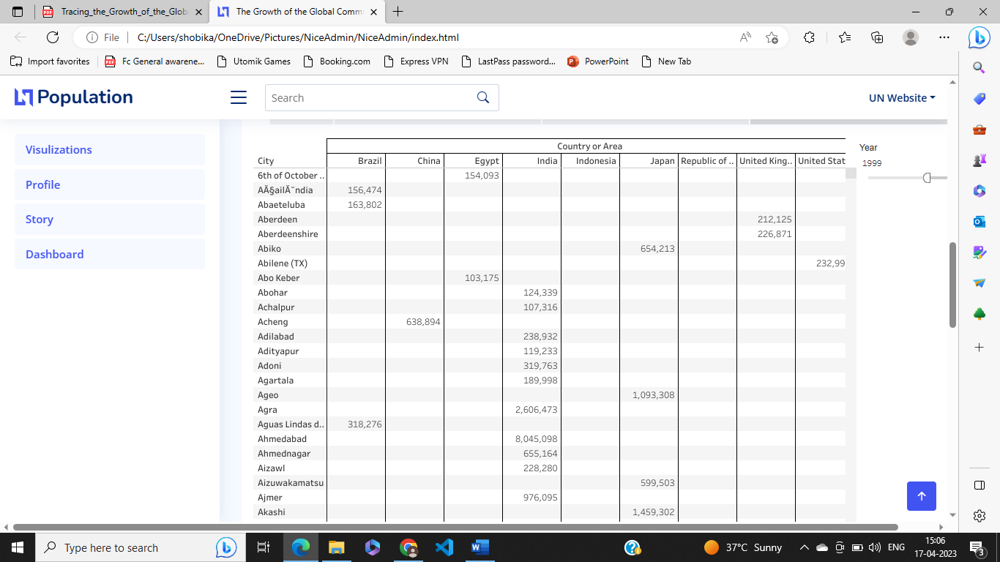 Tracing_the_Growth_of_the_Glob
The Growth of the Global Comm
File C:/Users/shobika/OneDrive/Pictures/NiceAdmin/NiceAdmin/index.html
Import favorites Fc General awarene... Utomik Games Booking.com Express VPN LastPass password... PowerPoint New Tab
Population Search UN Website
Visulizations
Profile
Story
Dashboard
Country or Area
City Brazil China Egypt India Indonesia Japan Republic of .. United King.. United Stat
6th of October .. 154,093
AÃ§ailÃ˘ndia 156,474
Abaeteluba 163,802
Aberdeen 212,125
Aberdeenshire 226,871
Abiko 654,213
Abilene (TX) 232,99
Abo Keber 103,175
Abohar 124,339
Achalpur 107,316
Acheng 638,894
Adilabad 238,932
Adityapur 119,233
Adoni 319,763
Agartala 189,998
Ageo 1,093,308
Agra 2,606,473
Aguas Lindas d.. 318,276
Ahmedabad 8,045,098
Ahmednagar 655,164
Aizawl 228,280
Aizuwakamatsu 599,503
Ajmer 976,095
Akashi 1,459,302
Year
1999
Type here to search
37°C Sunny
ENG
15:06
17-04-2023
3